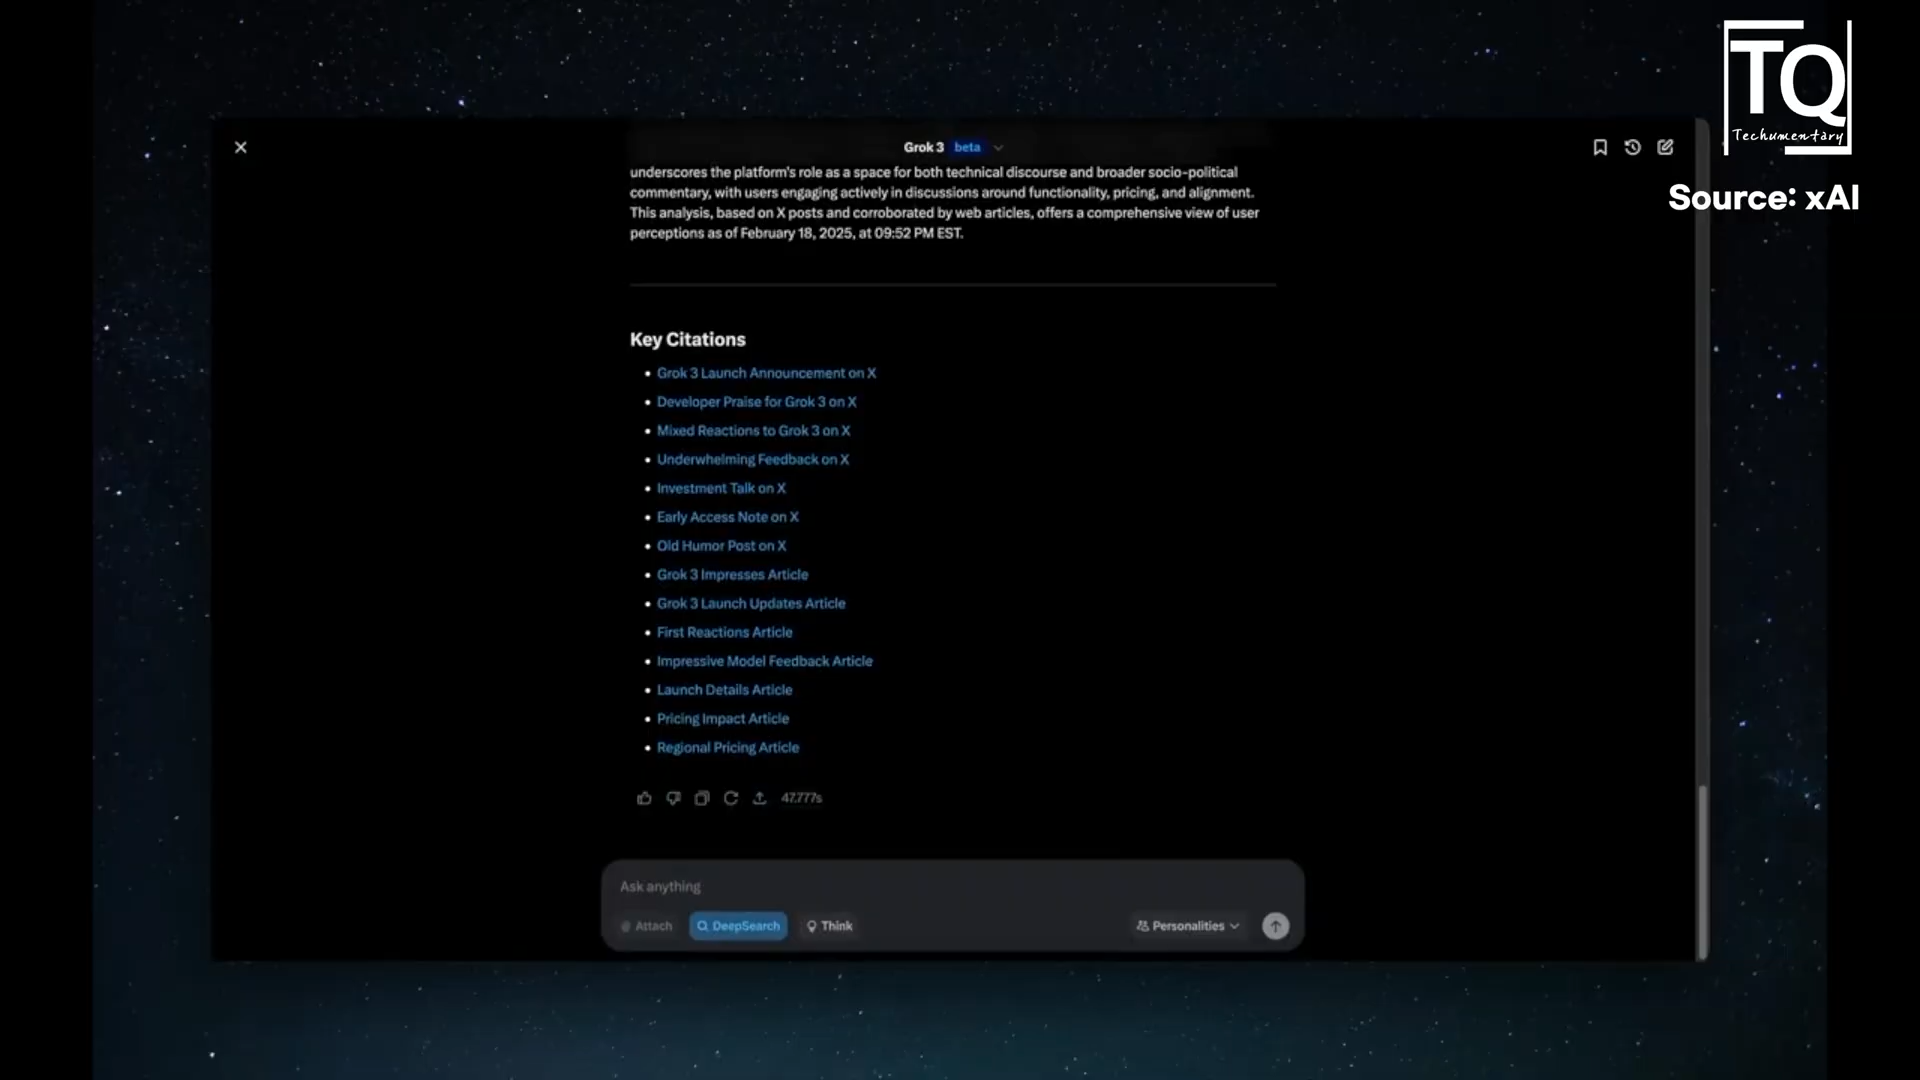 TQ
Techumentary
Source: xAI
Grok 3 beta
underscores the platform's role as a space for both technical discourse and broader socio-political
commentary, with users engaging actively in discussions around functionality, pricing, and alignment.
This analysis, based on X posts and corroborated by web articles, offers a comprehensive view of user
perceptions as of February 18, 2025, at 09:52 PM EST.
Key Citations
• Grok 3 Launch Announcement on X
• Developer Praise for Grok 3 on X
• Mixed Reactions to Grok 3 on X
• Underwhelming Feedback on X
• Investment Talk on X
• Early Access Note on X
• Old Humor Post on X
• Grok 3 Impresses Article
• Grok 3 Launch Updates Article
• First Reactions Article
• Impressive Model Feedback Article
• Launch Details Article
• Pricing Impact Article
• Regional Pricing Article
47.777s
Ask anything
Attach DeepSearch Think Personalities